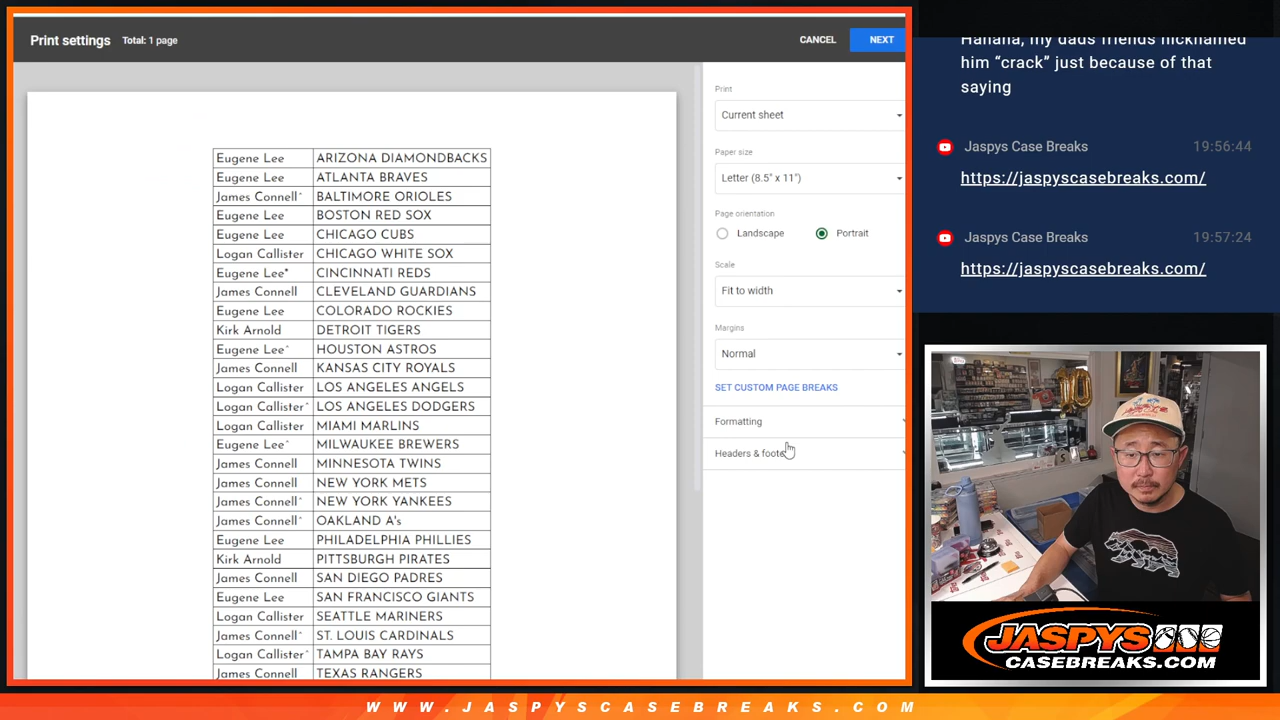 Print settings Total: 1 page
CANCEL NEXT
Eugene Lee ARIZONA DIAMONDBACKS
Eugene Lee ATLANTA BRAVES
James Connell^ BALTIMORE ORIOLES
Eugene Lee BOSTON RED SOX
Eugene Lee CHICAGO CUBS
Logan Callister CHICAGO WHITE SOX
Eugene Lee* CINCINNATI REDS
James Connell CLEVELAND GUARDIANS
Eugene Lee COLORADO ROCKIES
Kirk Arnold DETROIT TIGERS
Eugene Lee^ HOUSTON ASTROS
James Connell KANSAS CITY ROYALS
Logan Callister LOS ANGELES ANGELS
Logan Callister^ LOS ANGELES DODGERS
Logan Callister MIAMI MARLINS
Eugene Lee^ MILWAUKEE BREWERS
James Connell MINNESOTA TWINS
James Connell NEW YORK METS
James Connell^ NEW YORK YANKEES
James Connell^ OAKLAND A's
Eugene Lee PHILADELPHIA PHILLIES
Kirk Arnold PITTSBURGH PIRATES
James Connell SAN DIEGO PADRES
Eugene Lee SAN FRANCISCO GIANTS
Logan Callister SEATTLE MARINERS
James Connell^ ST. LOUIS CARDINALS
Logan Callister^ TAMPA BAY RAYS
James Connell TEXAS RANGERS
Print
Current sheet
Paper size
Letter (8.5" x 11")
Page orientation
Landscape Portrait
Scale
Fit to width
Margins
Normal
SET CUSTOM PAGE BREAKS
Formatting
Headers &
Hahaha, my dads friends nicknamed
him “crack” just because of that
saying
Jaspys Case Breaks 19:56:44
https://jaspyscasebreaks.com/
Jaspys Case Breaks 19:57:24
https://jaspyscasebreaks.com/
10
JASPYS
CASEBREAKS.COM
WWW.JASPYSCASEBREAKS.COM